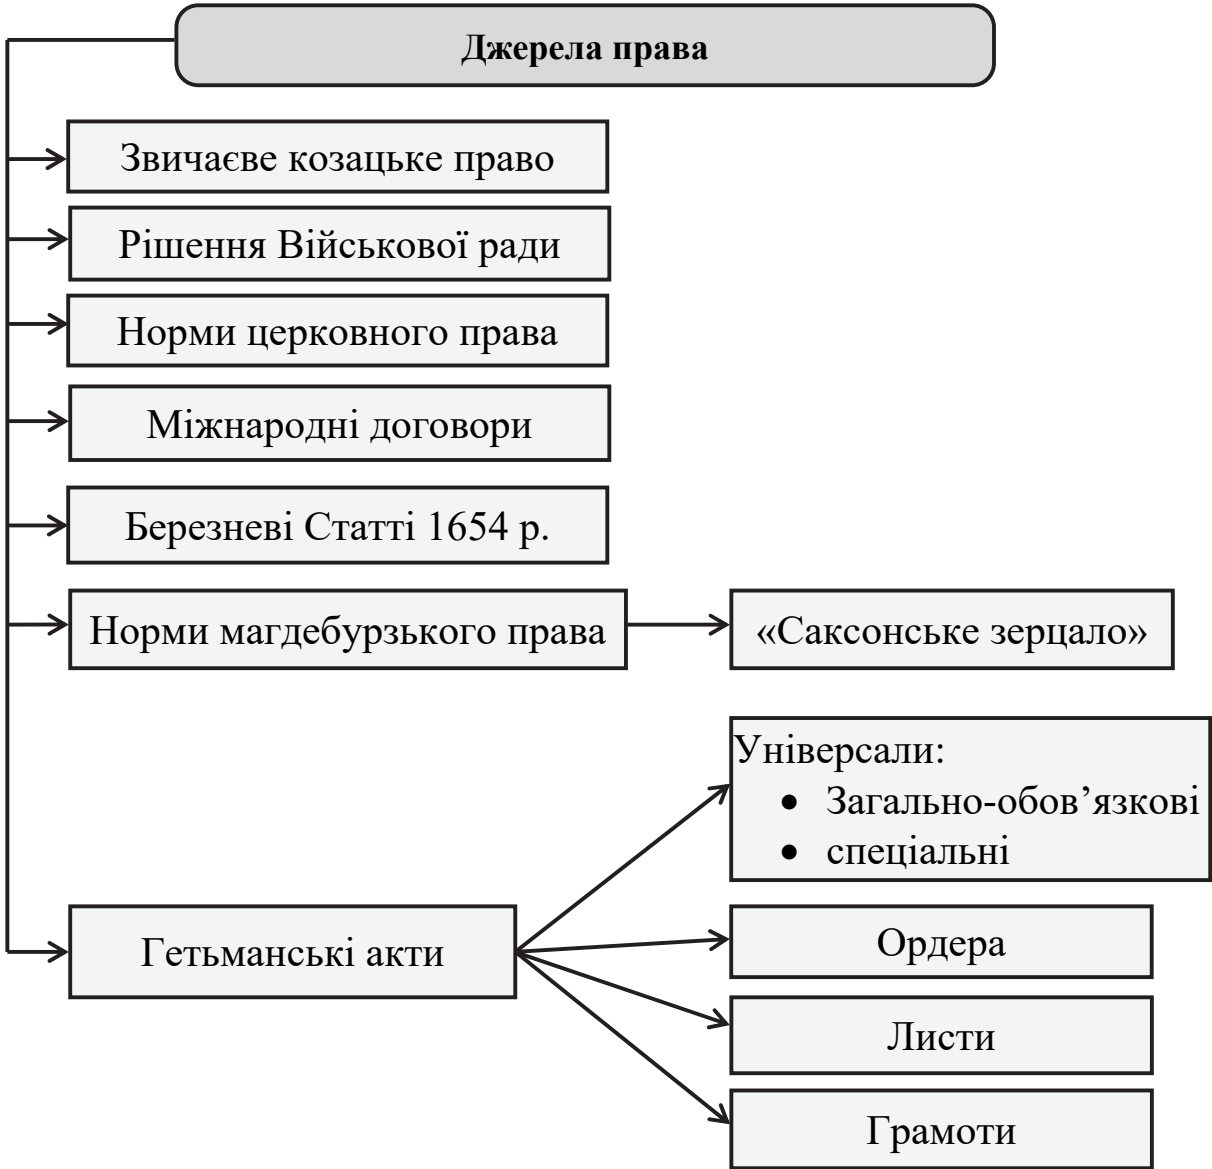 Джерела права
Звичаєве козацьке право
Рішення Військової ради
Норми церковного права
Міжнародні договори
Березневі Статті 1654 р.
Норми магдебурзького права
«Саксонське зерцало»
Гетьманські акти
Універсали:
• Загально-обов’язкові
• спеціальні
Ордера
Листи
Грамоти